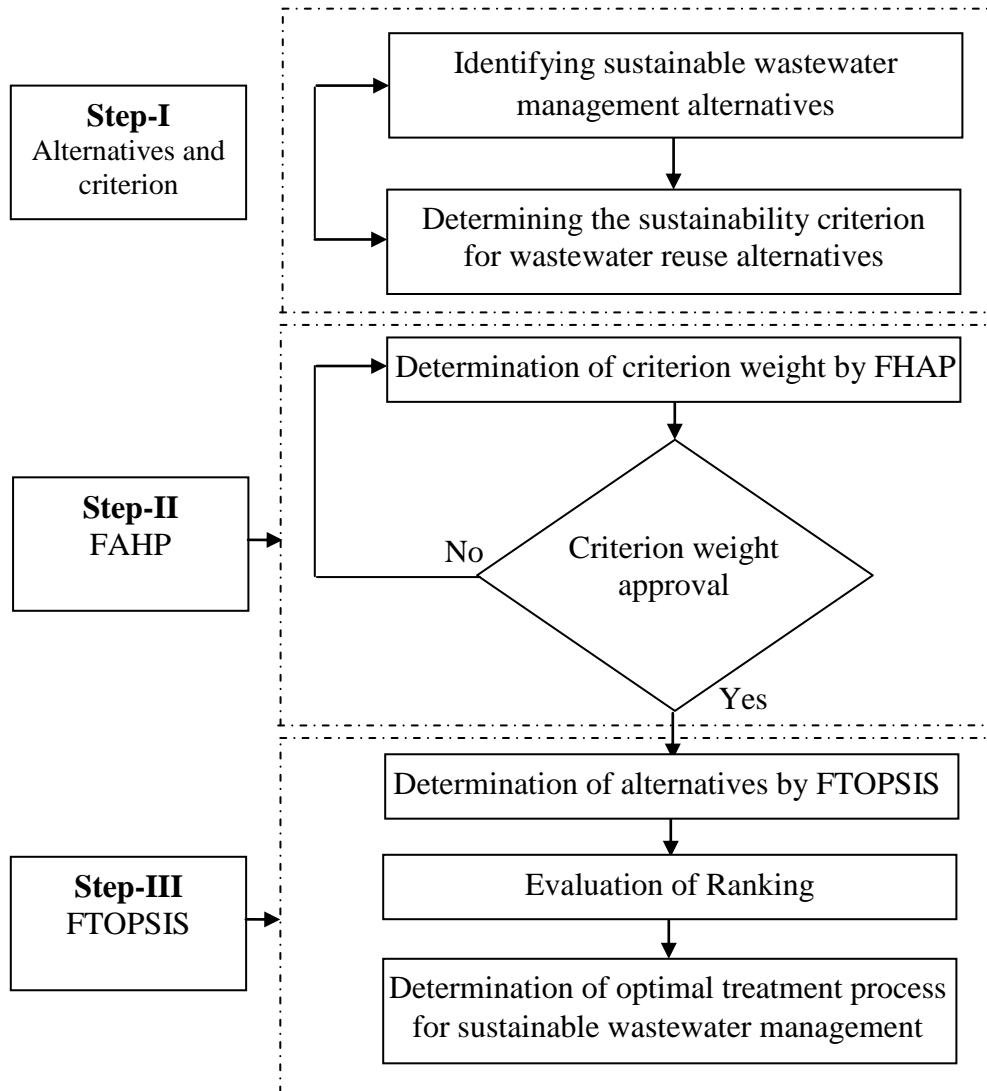 Step-I
Alternatives and
criterion
Identifying sustainable wastewater
management alternatives
Determining the sustainability criterion
for wastewater reuse alternatives
Step-II
FAHP
Determination of criterion weight by FHAP
No
Criterion weight
approval
Yes
Step-III
FTOPSIS
Determination of alternatives by FTOPSIS
Evaluation of Ranking
Determination of optimal treatment process
for sustainable wastewater management